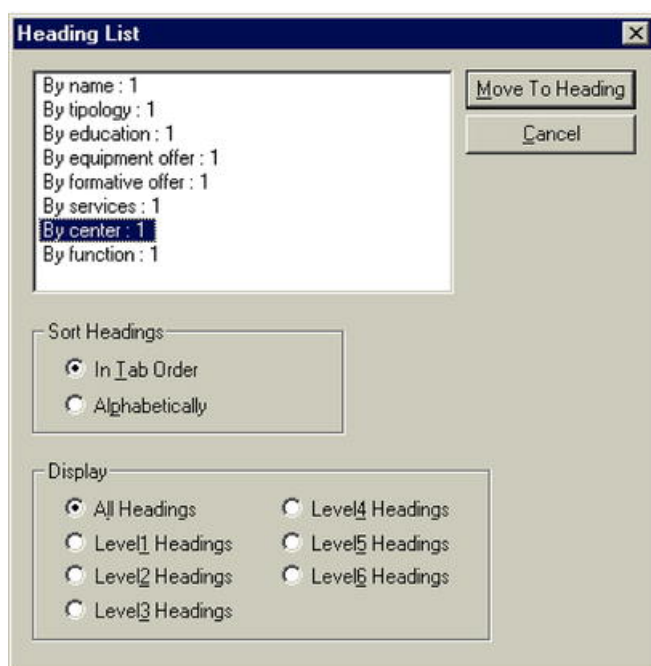 Heading List
By name : 1
By tipology : 1
By education : 1
By equipment offer : 1
By formative offer : 1
By services : 1
By center : 1
By function : 1
Move To Heading
Cancel
Sort Headings
In Tab Order
Alphabetically
Display
All Headings
Level1 Headings
Level2 Headings
Level3 Headings
Level4 Headings
Level5 Headings
Level6 Headings